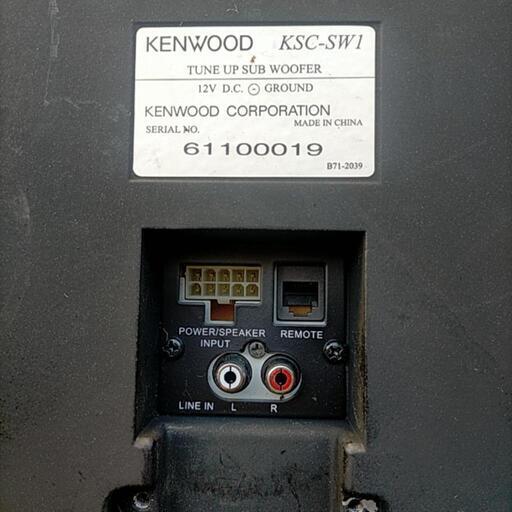 KENWOOD KSC-SW1
TUNE UP SUB WOOFER
12V D.C. ⊖ GROUND
KENWOOD CORPORATION
MADE IN CHINA
SERIAL NO.
61100019
B71-2039
POWER/SPEAKER
INPUT
REMOTE
LINE IN L R